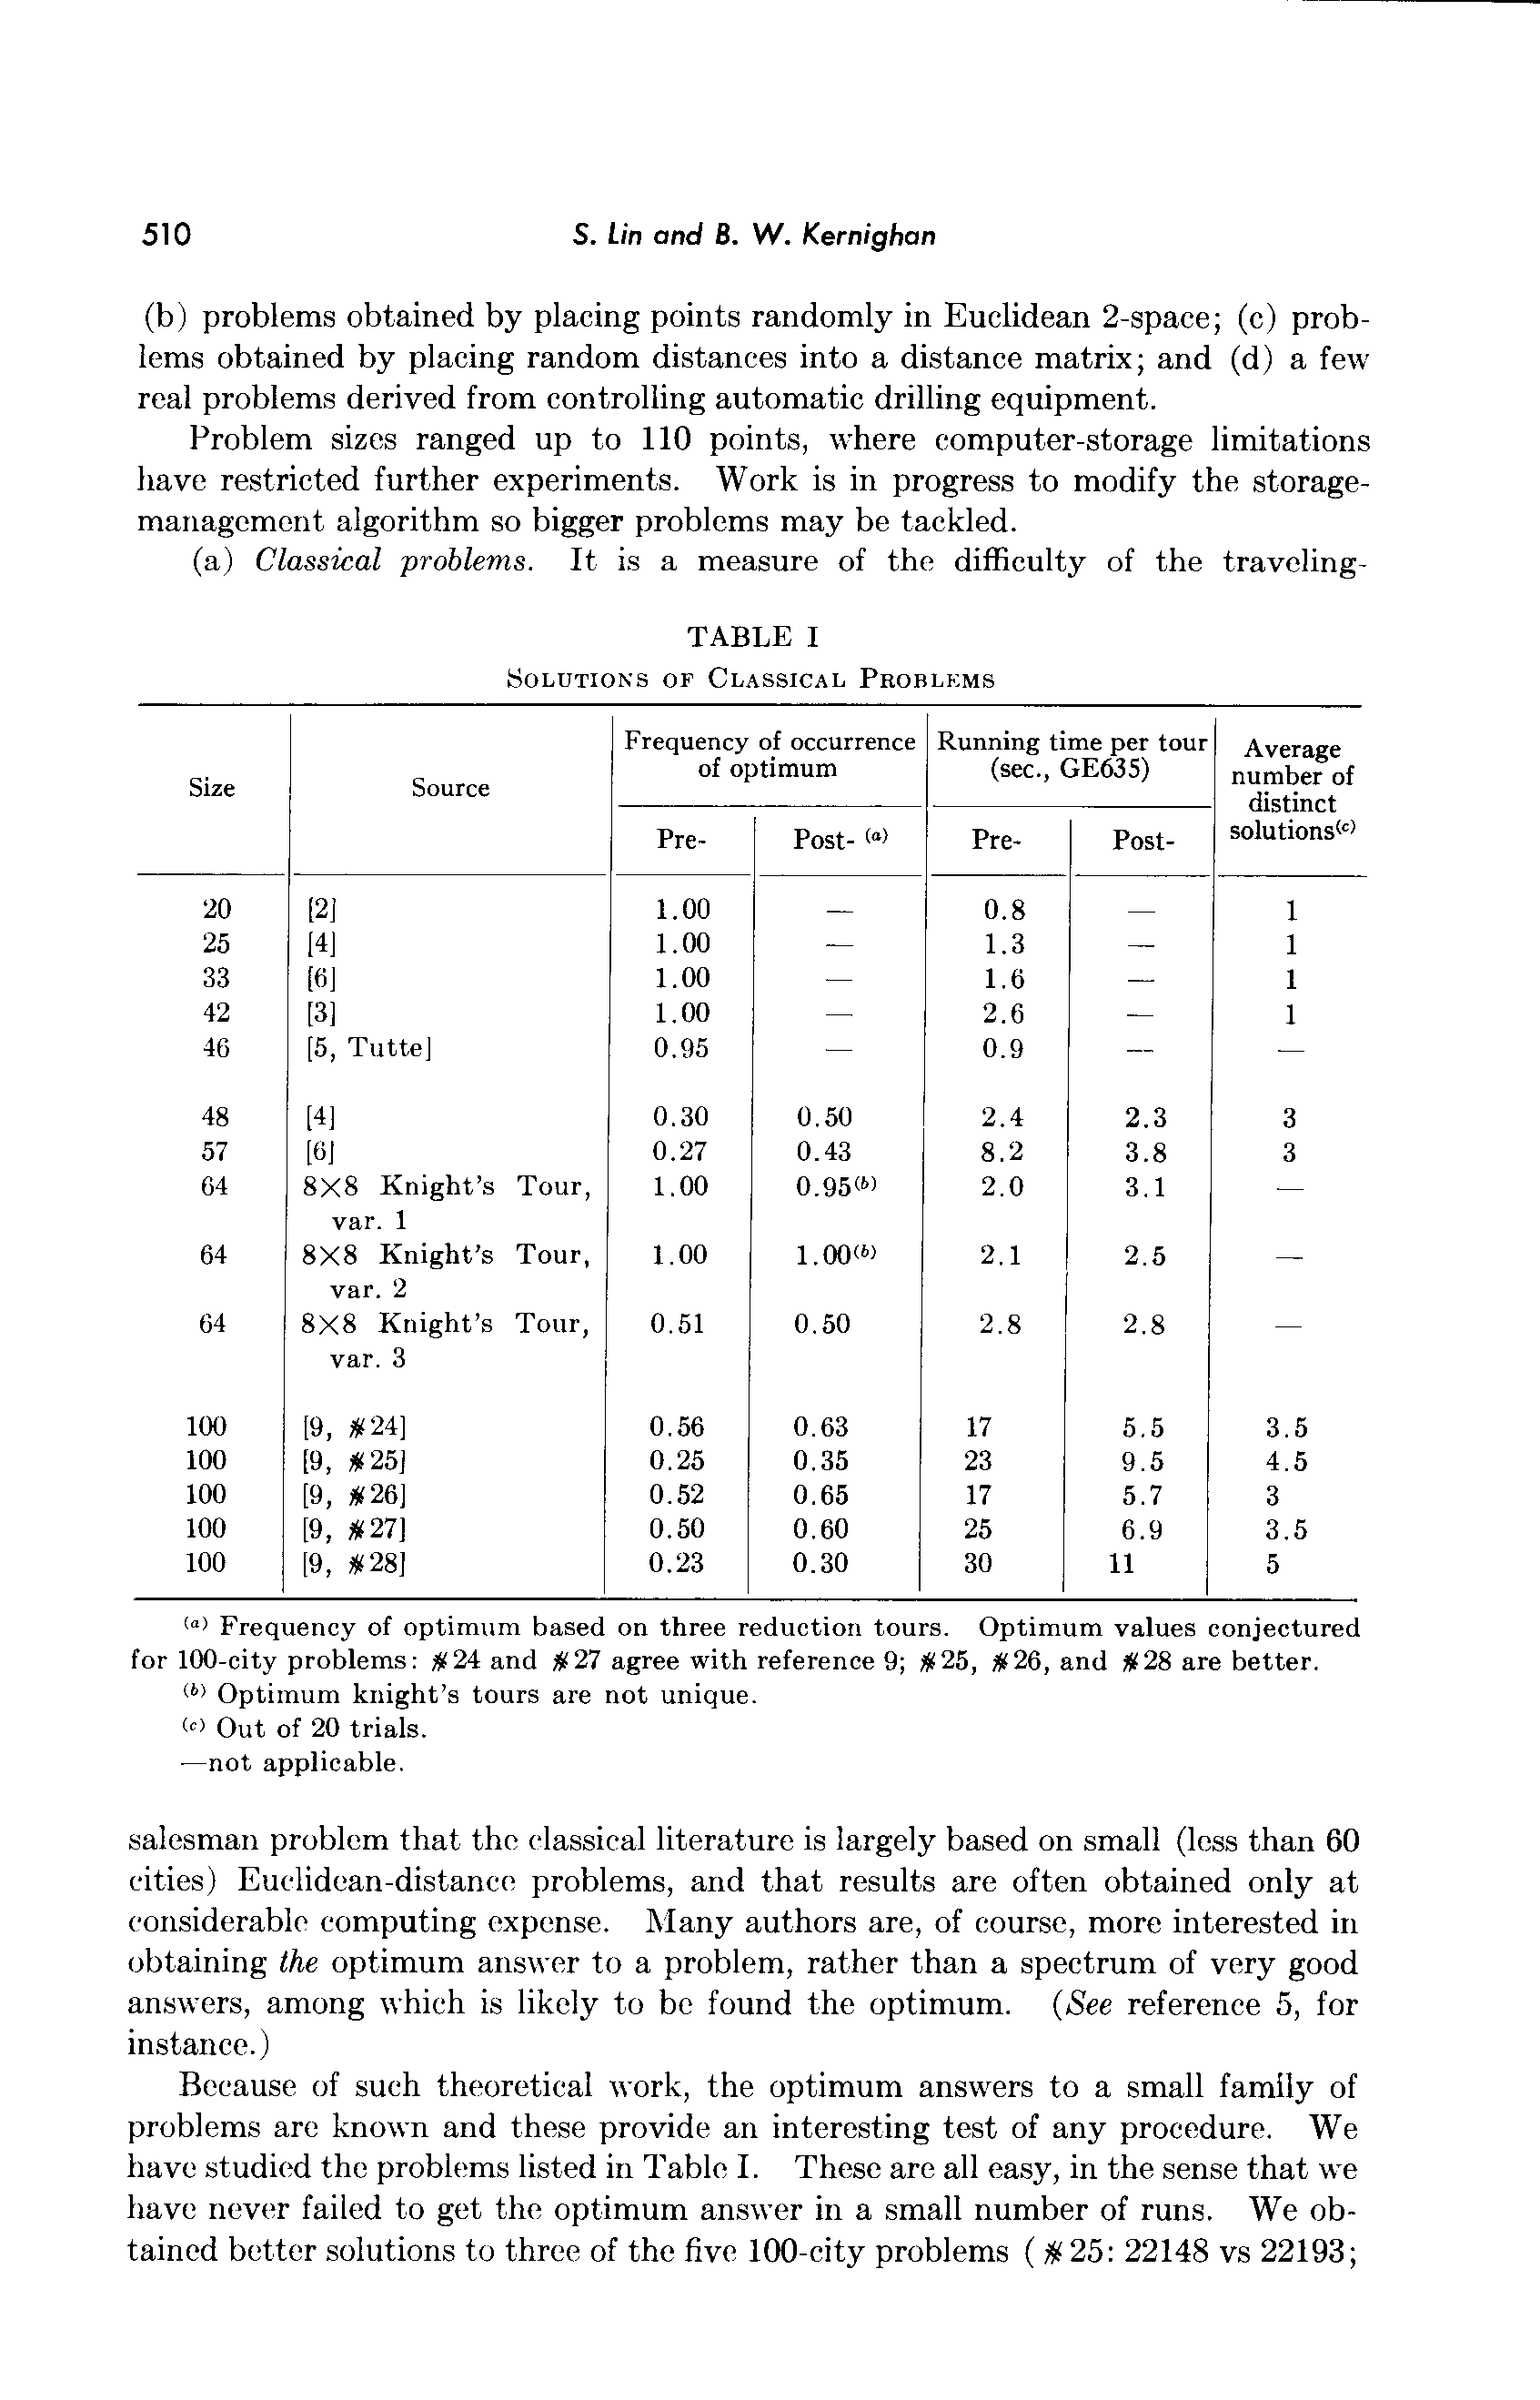 510 S. Lin and B. W. Kernighan
(b) problems obtained by placing points randomly in Euclidean 2-space; (c) prob-
lems obtained by placing random distances into a distance matrix; and (d) a few
real problems derived from controlling automatic drilling equipment.
Problem sizes ranged up to 110 points, where computer-storage limitations
have restricted further experiments. Work is in progress to modify the storage-
management algorithm so bigger problems may be tackled.
(a) Classical problems. It is a measure of the difficulty of the traveling-
TABLE I
SOLUTIONS OF CLASSICAL PROBLEMS
Size Source Frequency of occurrence of optimum Running time per tour (sec., GE635) Average number of distinct solutions(c)
Pre- Post- (a) Pre- Post-
20 [2] 1.00 — 0.8 — 1
25 [4] 1.00 — 1.3 — 1
33 [6] 1.00 — 1.6 — 1
42 [3] 1.00 — 2.6 — 1
46 [5, Tutte] 0.95 — 0.9 — —
48 [4] 0.30 0.50 2.4 2.3 3
57 [6] 0.27 0.43 8.2 3.8 3
64 8X8 Knight's Tour, 1.00 0.95(b) 2.0 3.1 —
var. 1
64 8X8 Knight's Tour, 1.00 1.00(b) 2.1 2.5 —
var. 2
64 8X8 Knight's Tour, 0.51 0.50 2.8 2.8 —
var. 3
100 [9, #24] 0.56 0.63 17 5.5 3.5
100 [9, #25] 0.25 0.35 23 9.5 4.5
100 [9, #26] 0.52 0.65 17 5.7 3
100 [9, #27] 0.50 0.60 25 6.9 3.5
100 [9, #28] 0.23 0.30 30 11 5
(a) Frequency of optimum based on three reduction tours. Optimum values conjectured
for 100-city problems: #24 and #27 agree with reference 9; #25, #26, and #28 are better.
(b) Optimum knight's tours are not unique.
(c) Out of 20 trials.
—not applicable.
salesman problem that the classical literature is largely based on small (less than 60
cities) Euclidean-distance problems, and that results are often obtained only at
considerable computing expense. Many authors are, of course, more interested in
obtaining the optimum answer to a problem, rather than a spectrum of very good
answers, among which is likely to be found the optimum. (See reference 5, for
instance.)
Because of such theoretical work, the optimum answers to a small family of
problems are known and these provide an interesting test of any procedure. We
have studied the problems listed in Table I. These are all easy, in the sense that we
have never failed to get the optimum answer in a small number of runs. We ob-
tained better solutions to three of the five 100-city problems (#25: 22148 vs 22193;